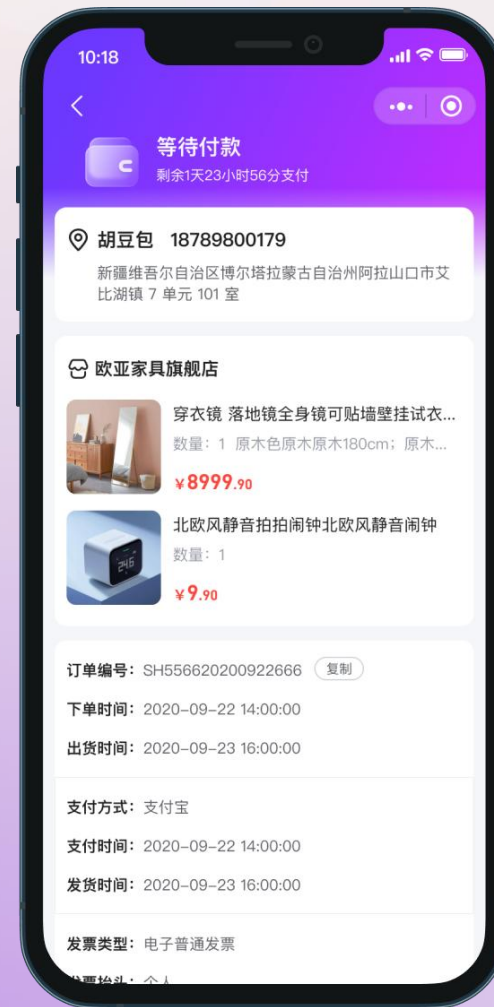 10:18
等待付款
剩余1天23小时56分支付
胡豆包 18789800179
新疆维吾尔自治区博尔塔拉蒙古自治州阿拉山口市艾
比湖镇 7 单元 101 室
欧亚家具旗舰店
穿衣镜 落地镜全身镜可贴墙壁挂试衣...
数量：1 原木色原木原木180cm；原木...
¥8999.90
北欧风静音拍拍闹钟北欧风静音闹钟
数量：1
¥9.90
订单编号：SH556620200922666 复制
下单时间：2020-09-22 14:00:00
出货时间：2020-09-23 16:00:00
支付方式：支付宝
支付时间：2020-09-22 14:00:00
发货时间：2020-09-23 16:00:00
发票类型：电子普通发票
发票抬头：个人